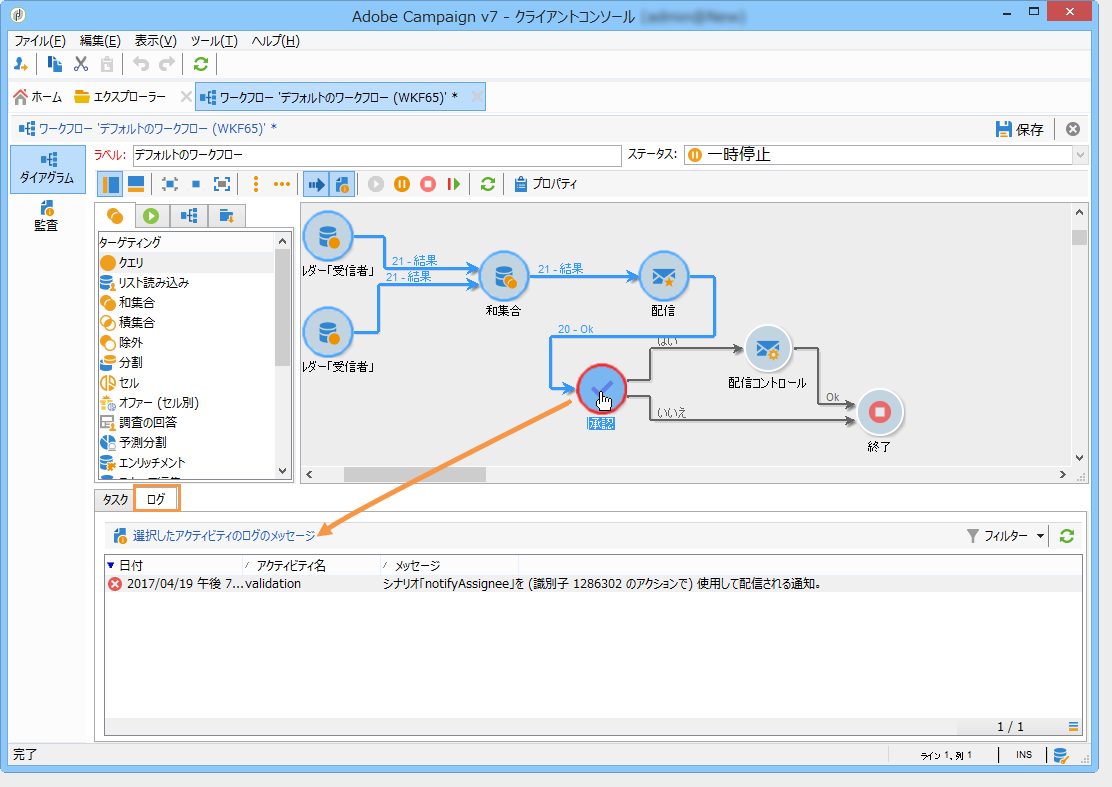 Adobe Campaign v7 - クライアントコンソール
ファイル(F) 編集(E) 表示(V) ツール(T) ヘルプ(H)
ホーム エクスプローラー ワークフロー 'デフォルトのワークフロー (WKF65)' *
ワークフロー 'デフォルトのワークフロー (WKF65)' * 保存
ダイアグラム
監査
ラベル: デフォルトのワークフロー ステータス: 一時停止
プロパティ
ターゲティング
クエリ
リスト読み込み
和集合
積集合
除外
分割
セル
オファー (セル別)
調査の回答
予測分割
エンリッチメント
レダー「受信者」
21 - 結果
21 - 結果
レダー「受信者」
和集合
21 - 結果
配信
20 - Ok
承認
はい
いいえ
配信コントロール
Ok
終了
タスク ログ
選択したアクティビティのログのメッセージ フィルター
日付 アクティビティ名 メッセージ
2017/04/19 午後 7... validation シナリオ「notifyAssignee」を (識別子 1286302 のアクションで) 使用して配信される通知。
1 / 1
完了 ライン 1、列 1 INS